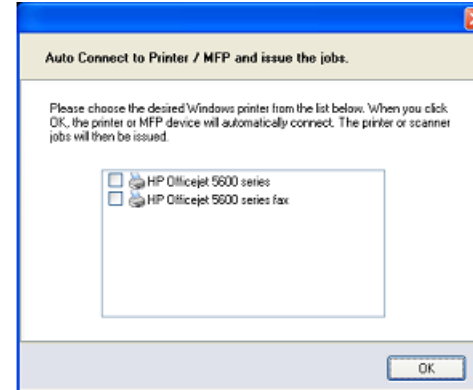 Auto Connect to Printer / MFP and issue the jobs.
Please choose the desired Windows printer from the list below. When you click
OK, the printer or MFP device will automatically connect. The printer or scanner
jobs will then be issued.
HP Officejet 5600 series
HP Officejet 5600 series fax
OK